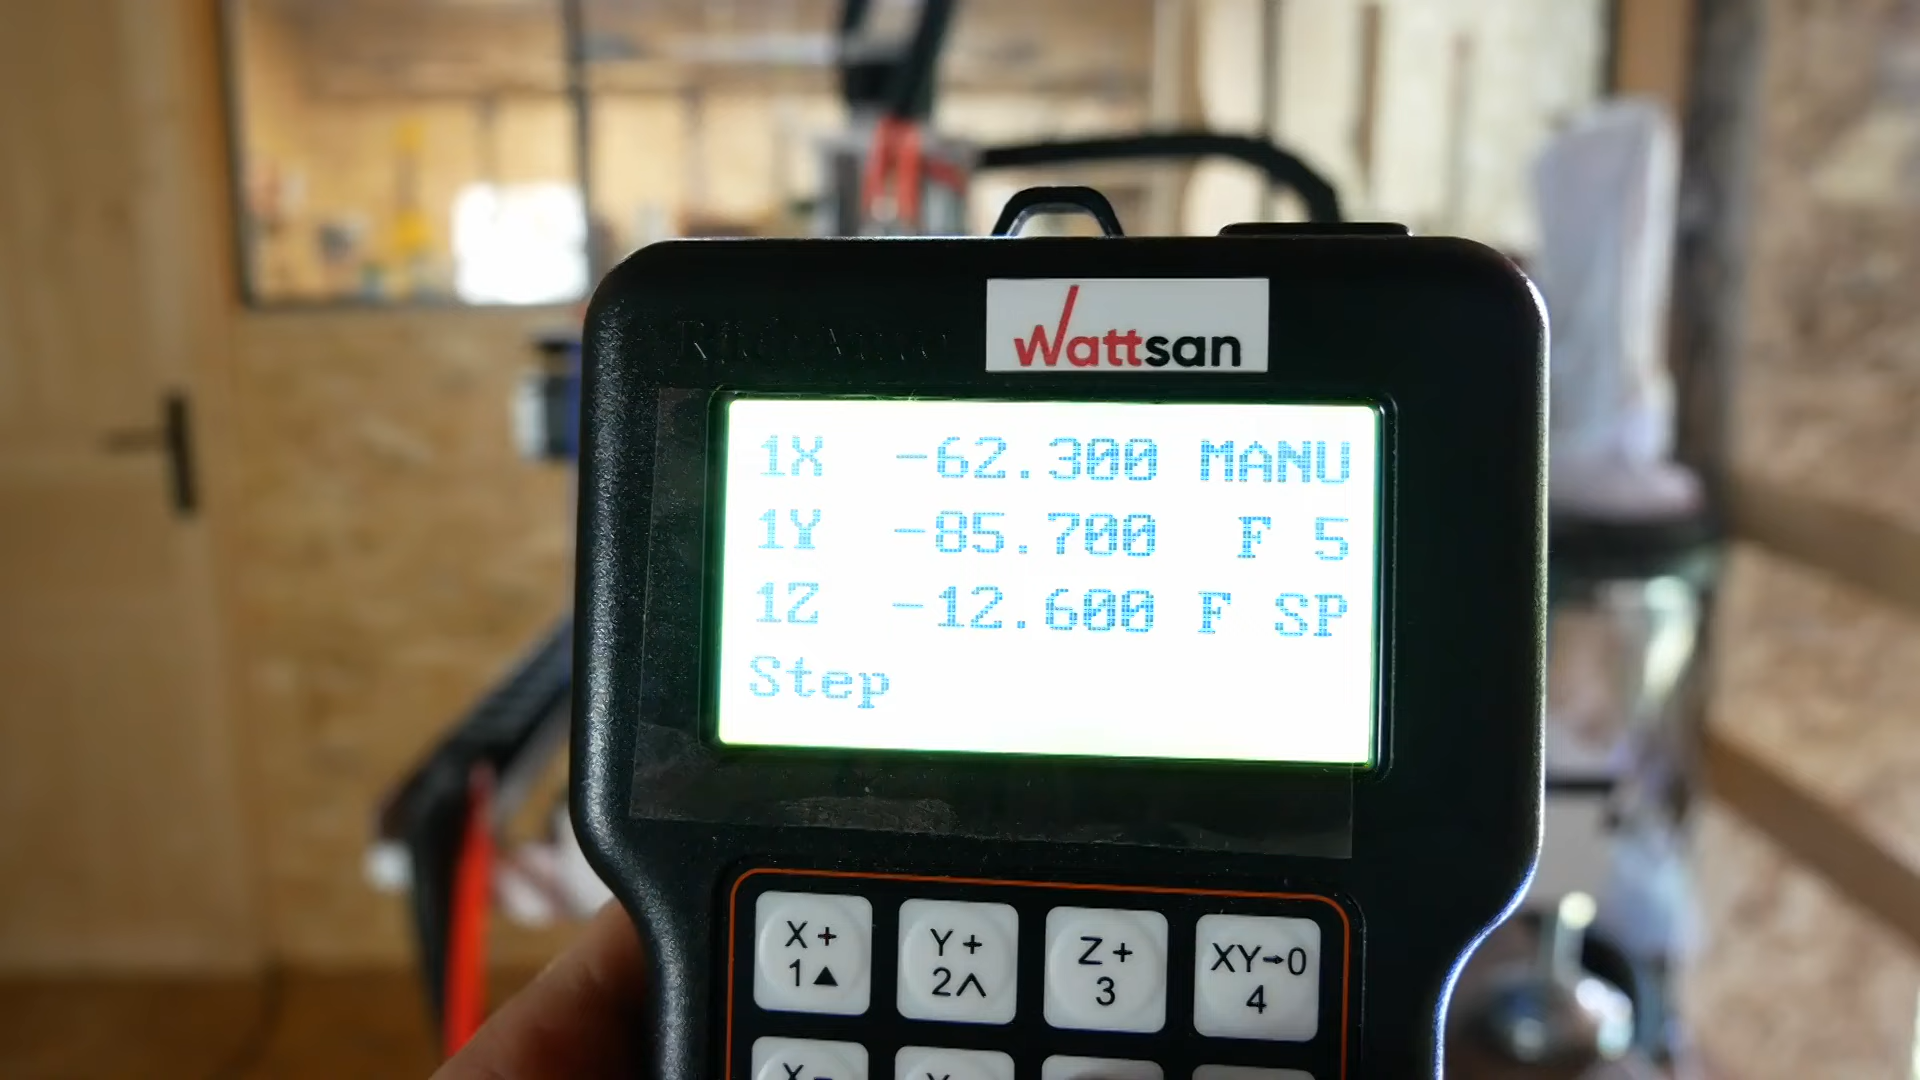 Wattsan
1X -62.300 MANU
1Y -85.700 F 5
1Z -12.600 F SP
Step
X+ Y+ Z+ XY→0
1▲ 2∧ 3 4